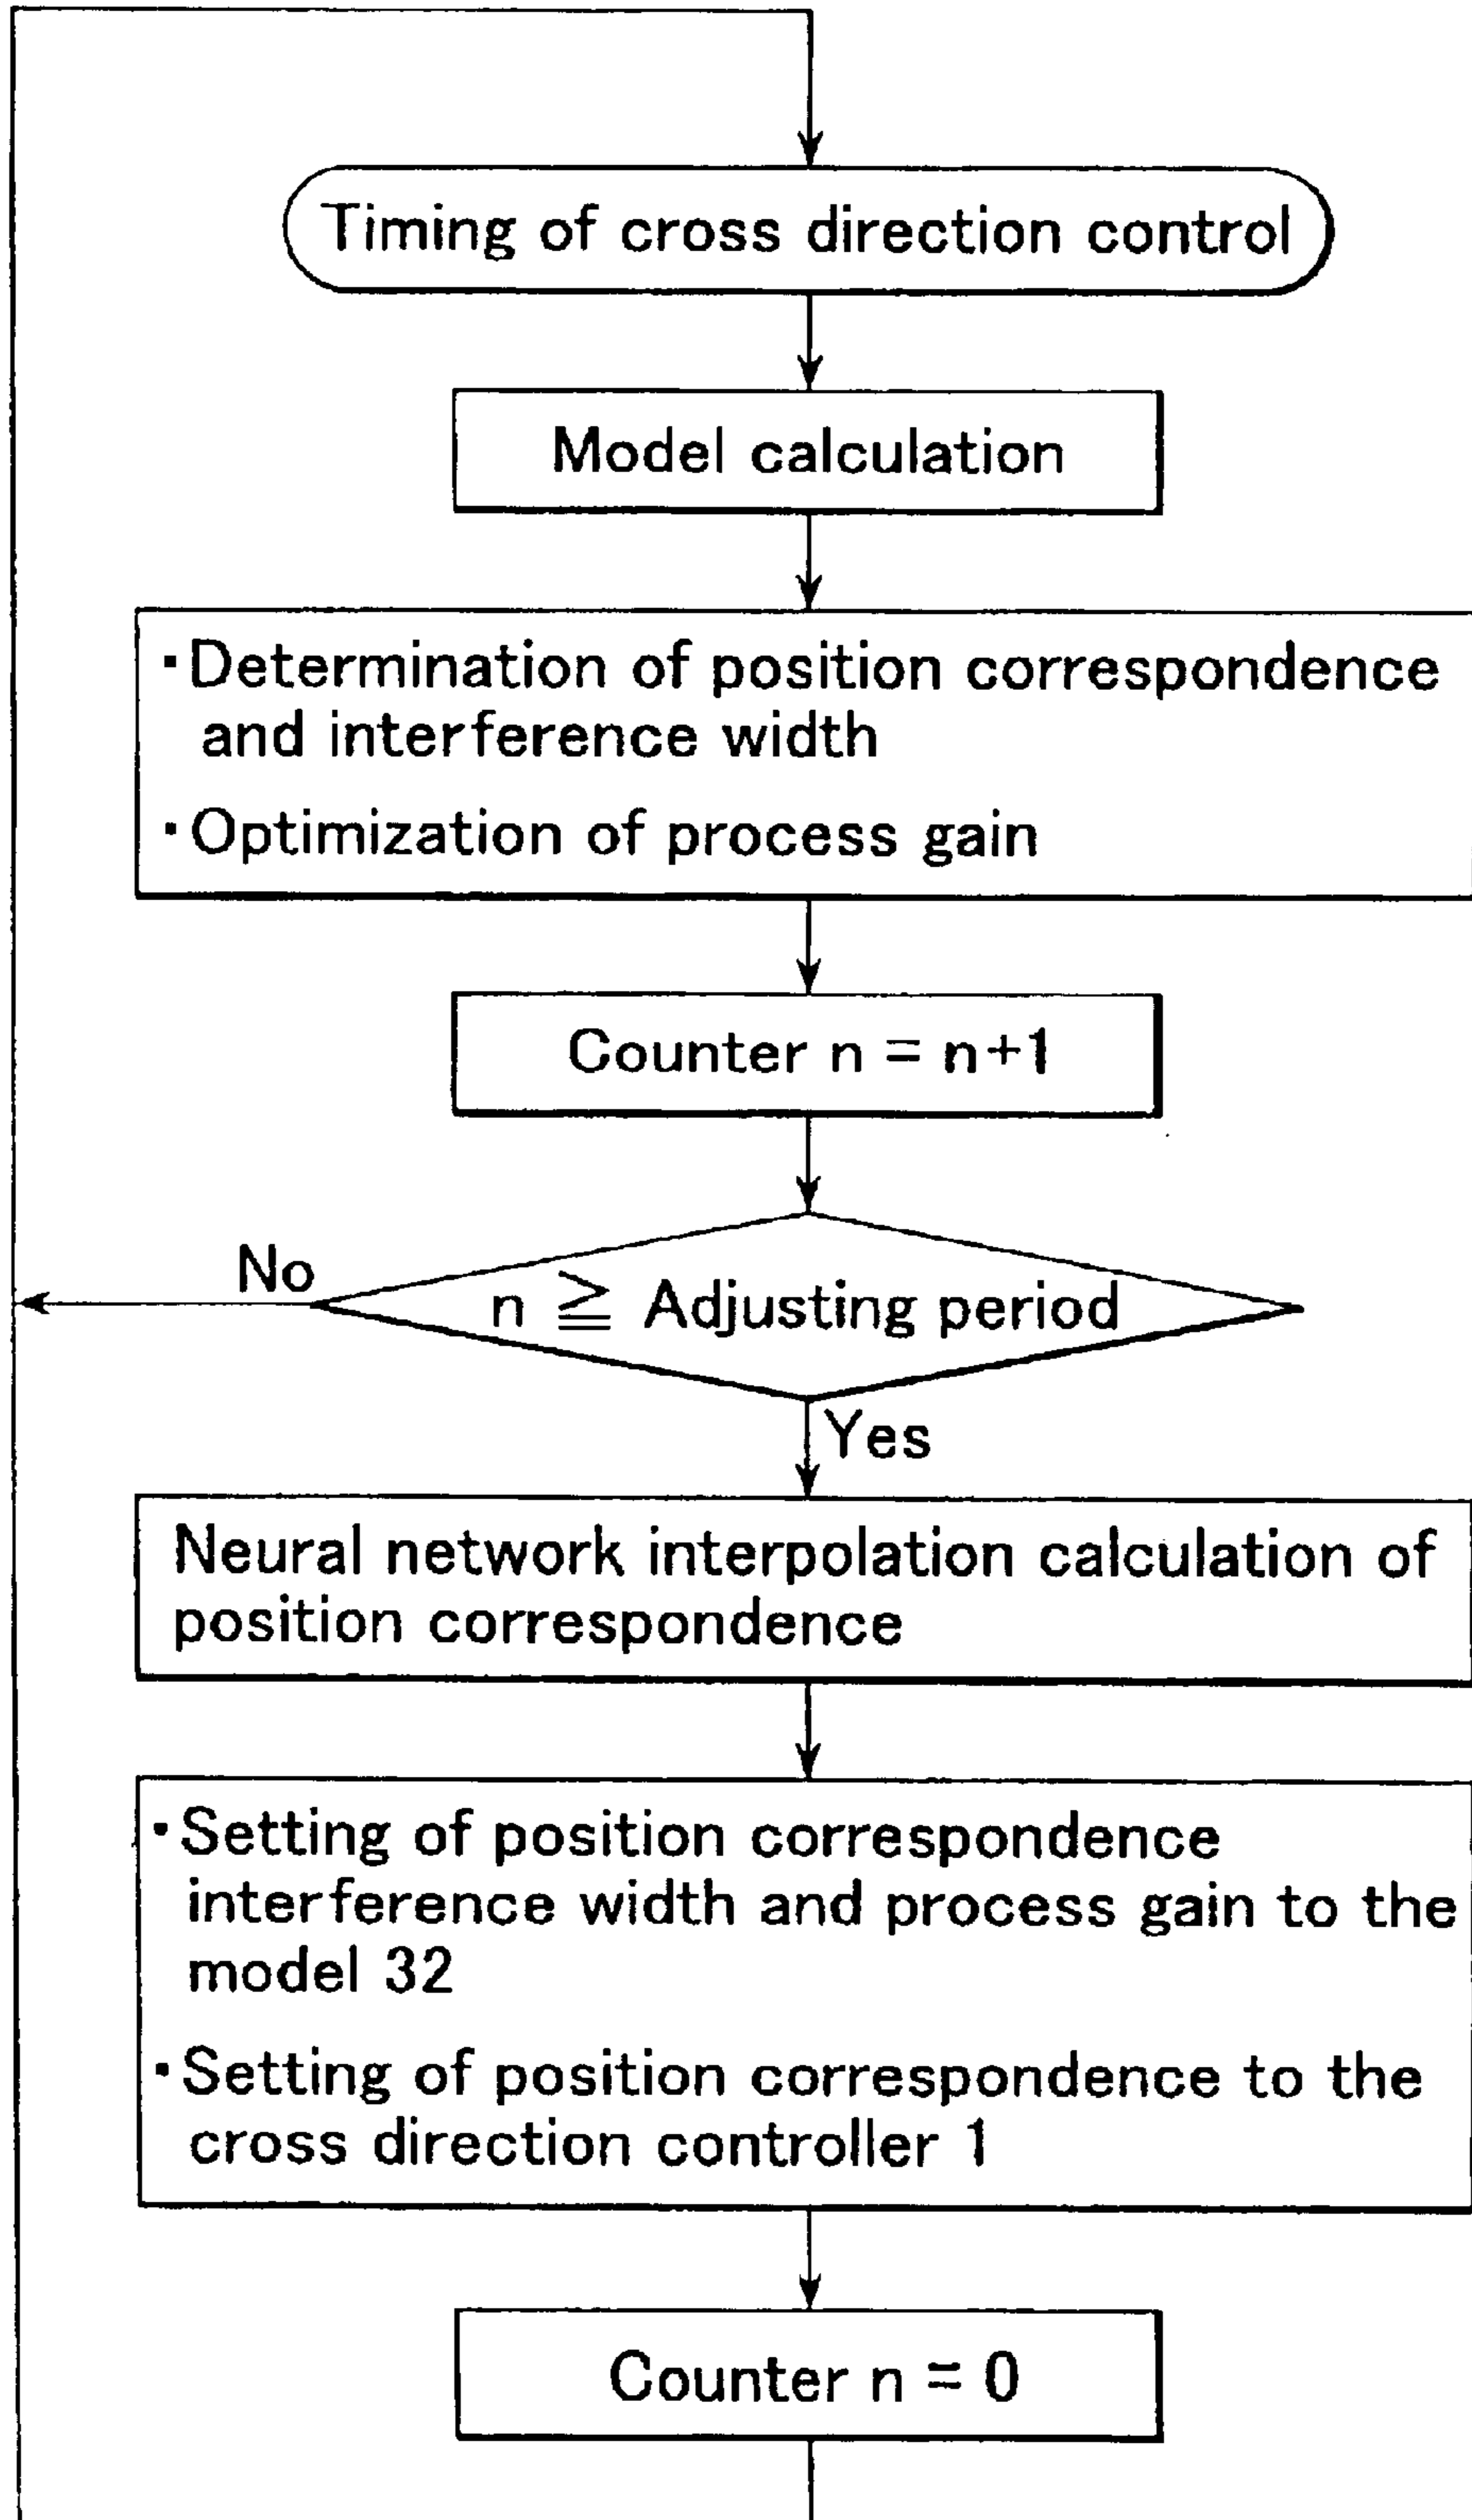 Timing of cross direction control
Model calculation
・Determination of position correspondence
and interference width
・Optimization of process gain
Counter n = n+1
No
n ≧ Adjusting period
Yes
Neural network interpolation calculation of
position correspondence
・Setting of position correspondence
interference width and process gain to the
model 32
・Setting of position correspondence to the
cross direction controller 1
Counter n = 0